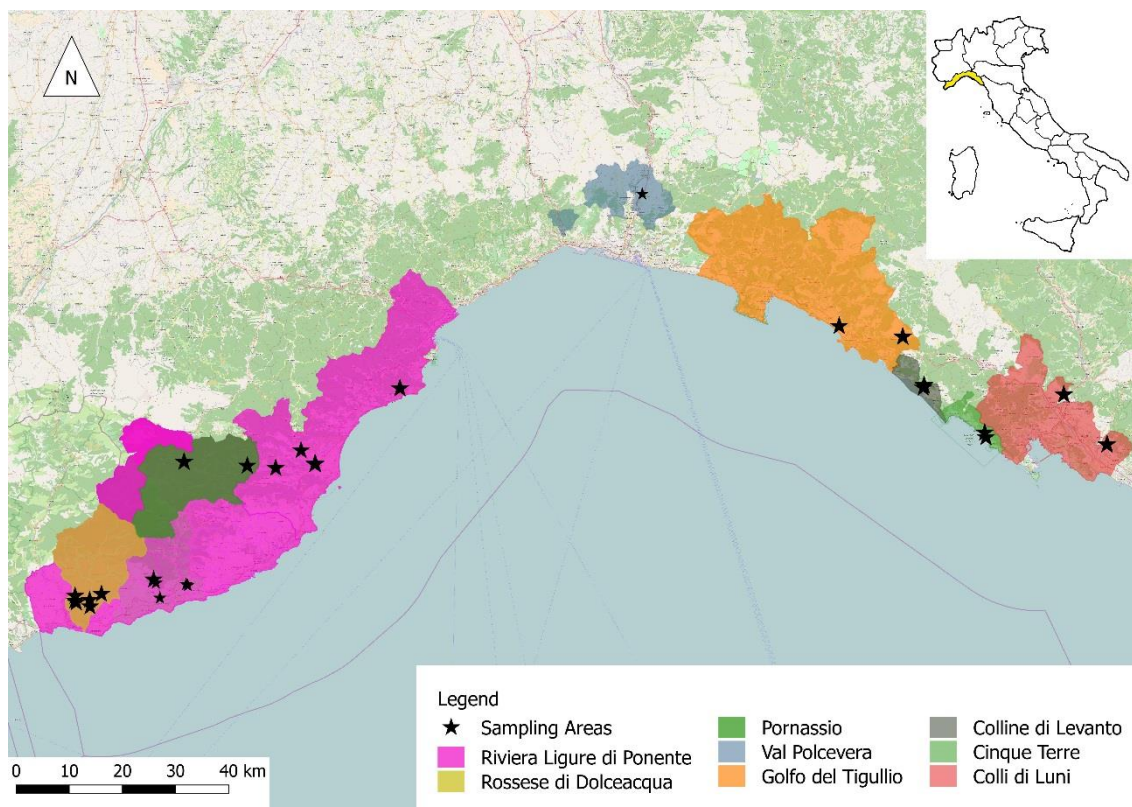 N
Legend
Sampling Areas
Riviera Ligure di Ponente
Rossese di Dolceacqua
Pornassio
Val Polcevera
Golfo del Tigullio
Colline di Levanto
Cinque Terre
Colli di Luni
0 10 20 30 40 km